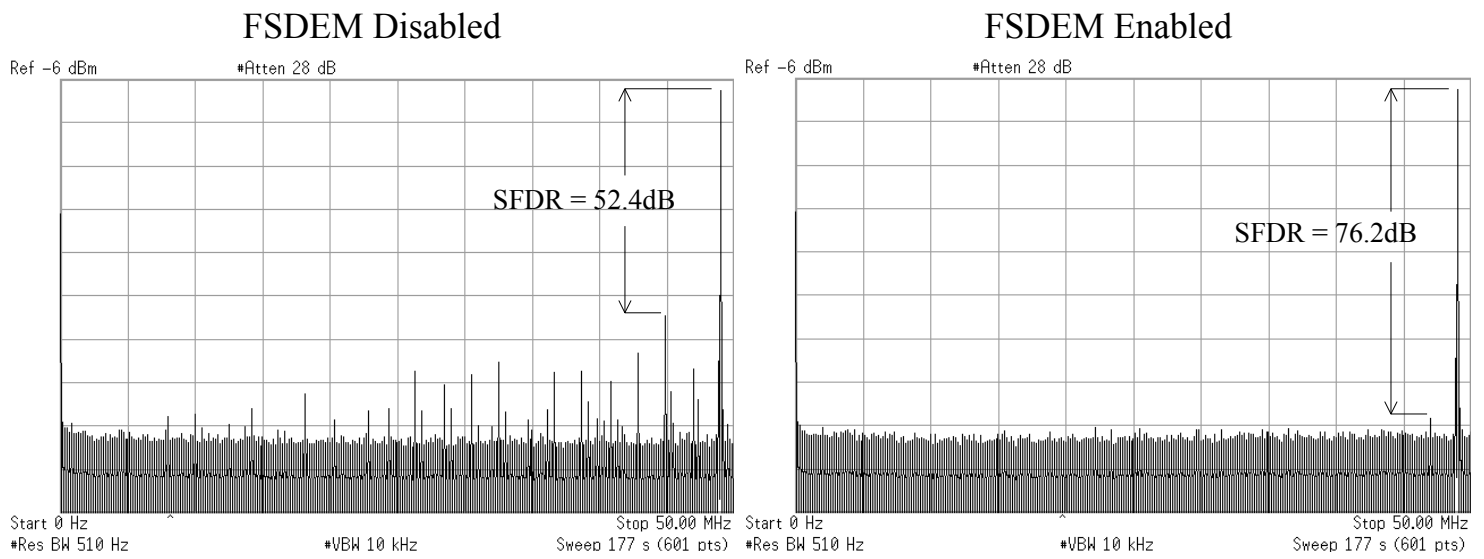 FSDEM Disabled
Ref -6 dBm #Atten 28 dB
SFDR = 52.4dB
Start 0 Hz Stop 50.00 MHz
#Res BW 510 Hz #VBW 10 kHz Sweep 177 s (601 pts)
FSDEM Enabled
Ref -6 dBm #Atten 28 dB
SFDR = 76.2dB
Start 0 Hz Stop 50.00 MHz
#Res BW 510 Hz #VBW 10 kHz Sweep 177 s (601 pts)